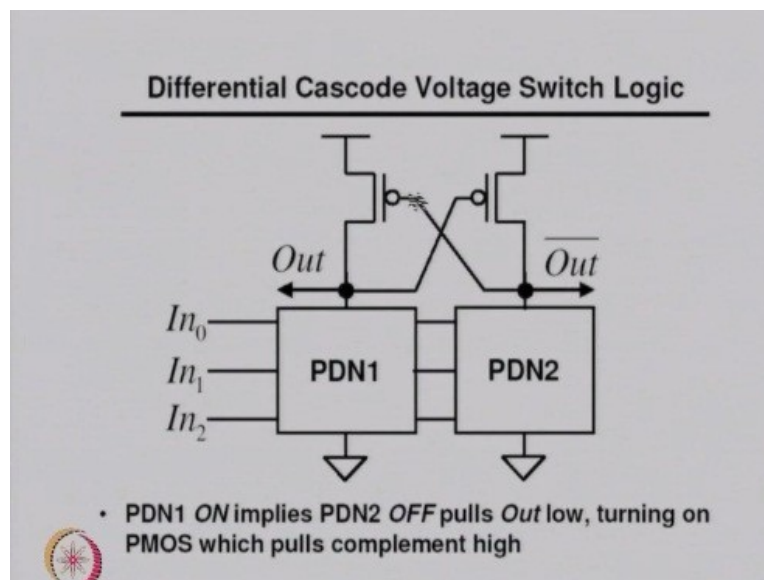 Differential Cascode Voltage Switch Logic
Out
Out
In0
In1
In2
PDN1
PDN2
• PDN1 ON implies PDN2 OFF pulls Out low, turning on
PMOS which pulls complement high